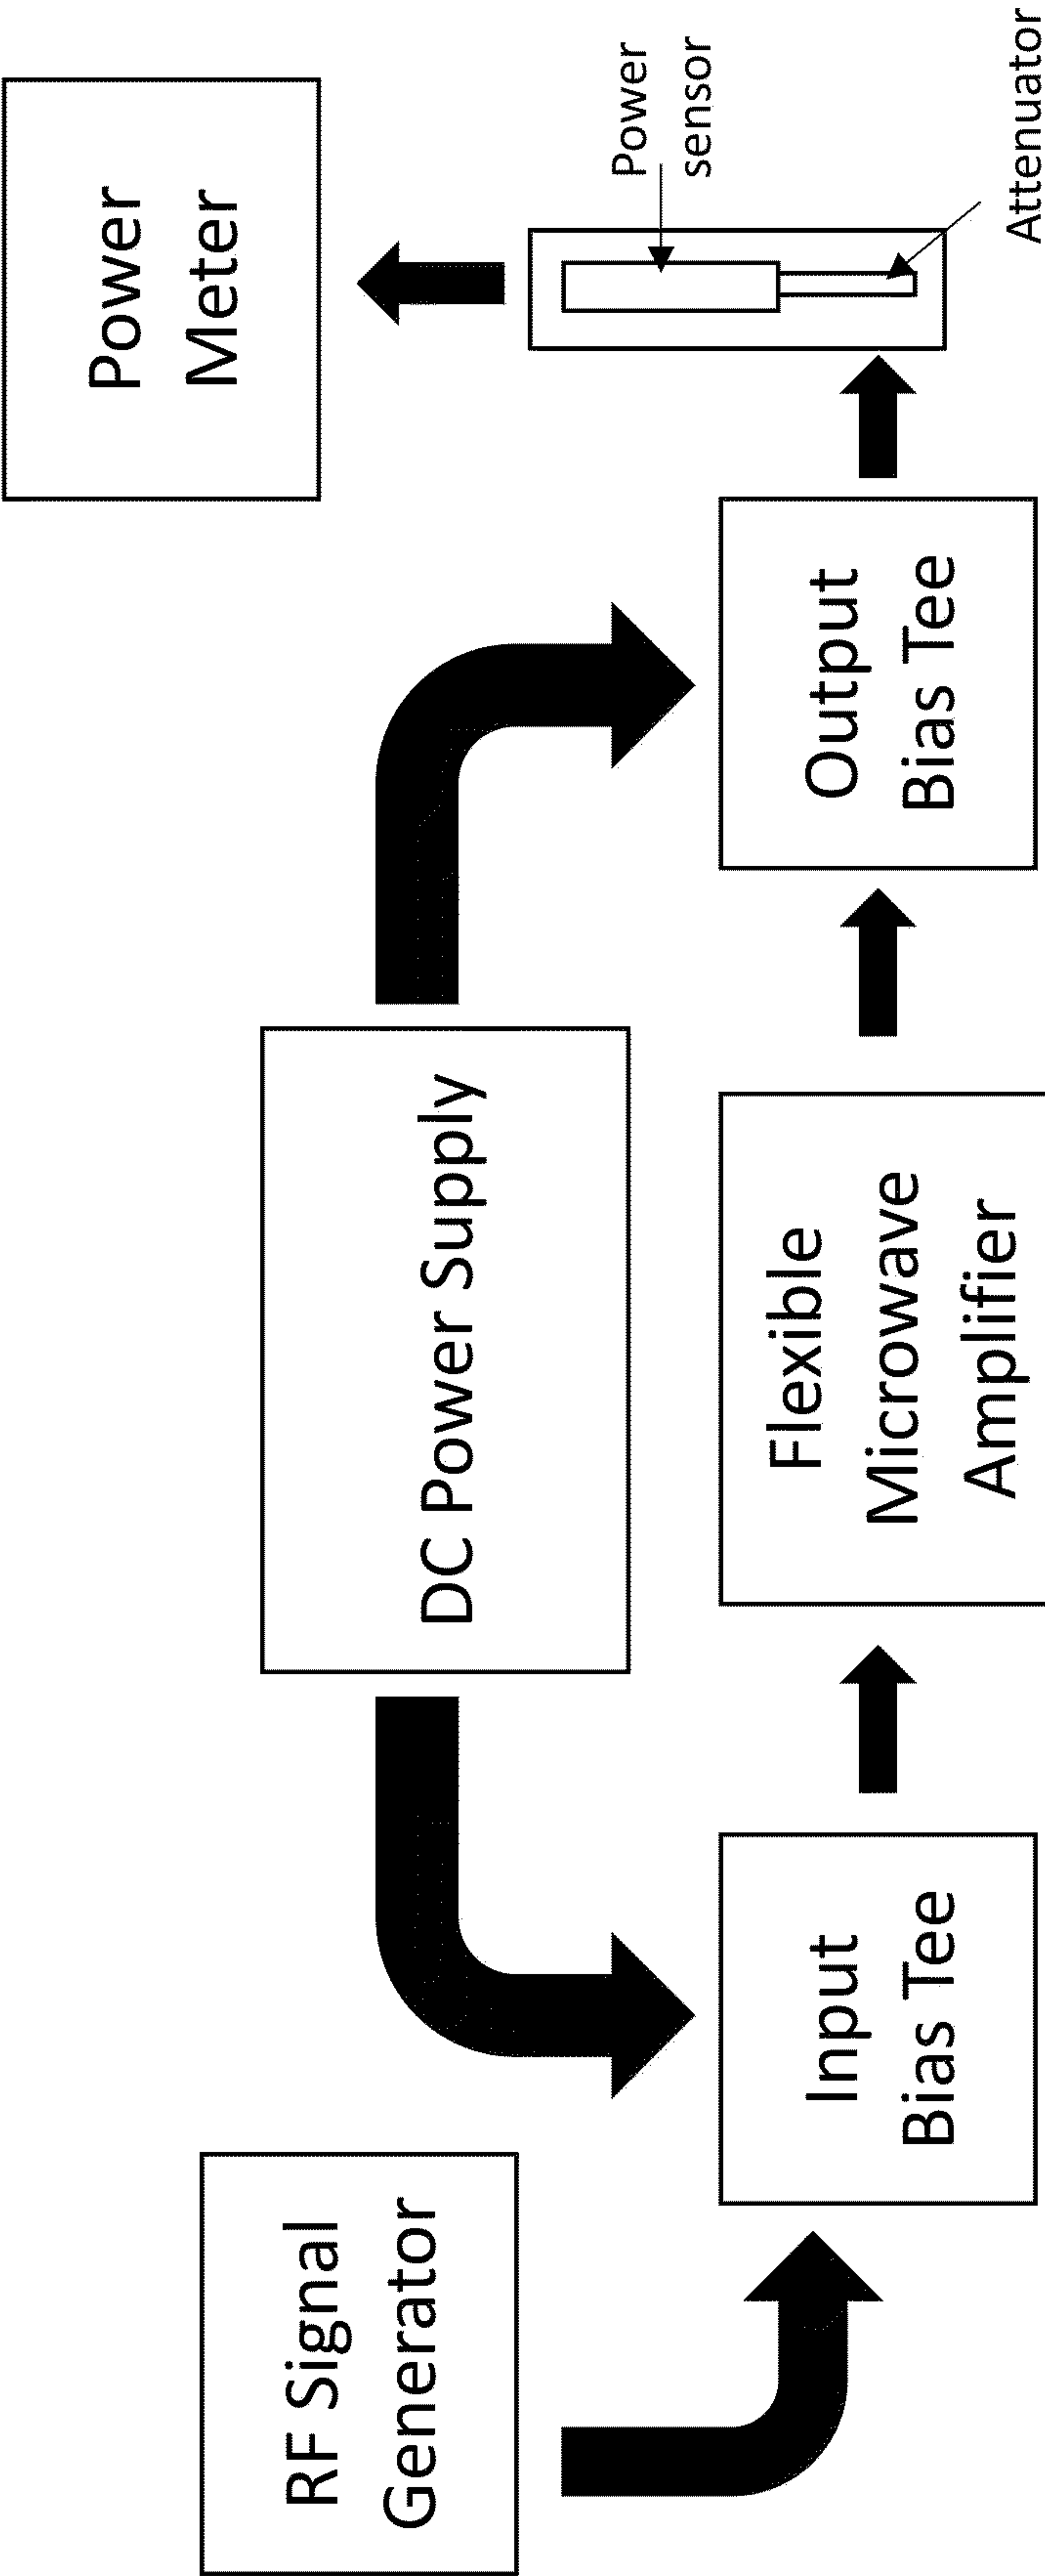 RF Signal
Generator
DC Power Supply
Power
Meter
Input
Bias Tee
Flexible
Microwave
Amplifier
Output
Bias Tee
Power
sensor
Attenuator